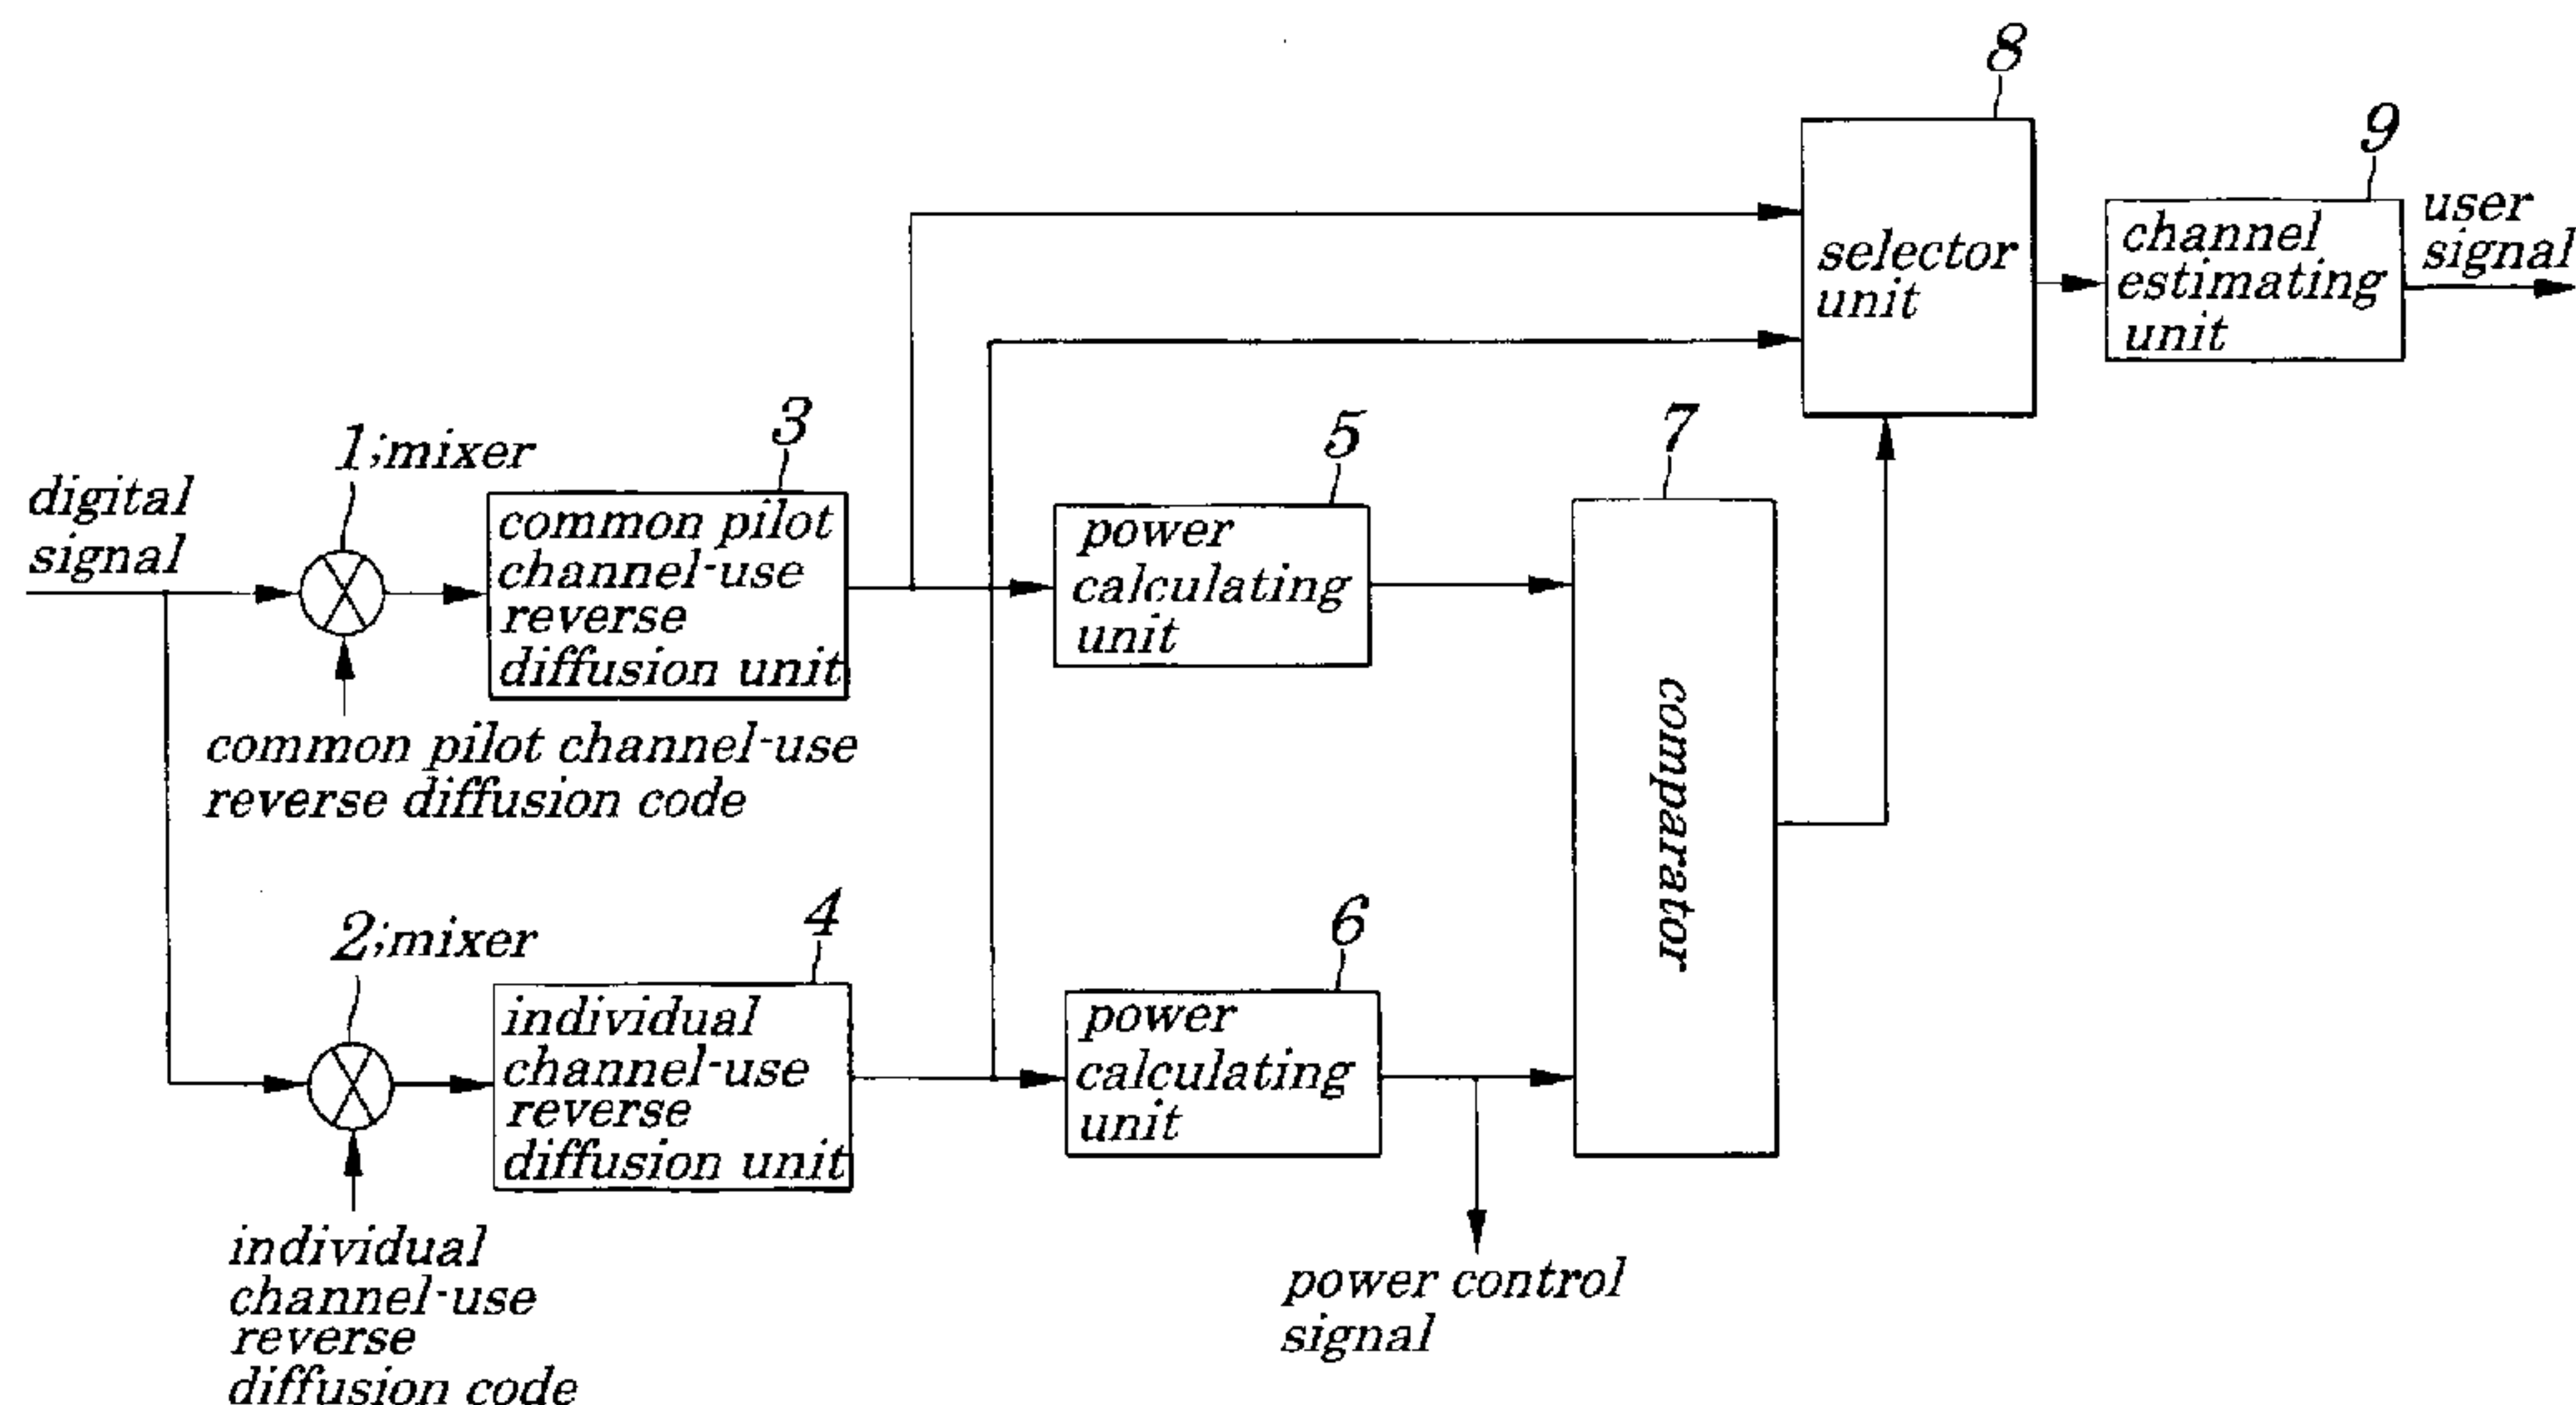 8
9
user
signal
selector
unit
channel
estimating
unit
digital
signal
1;mixer
3
common pilot
channel-use
reverse
diffusion unit
5
power
calculating
unit
7
comparator
common pilot channel-use
reverse diffusion code
2;mixer
4
individual
channel-use
reverse
diffusion unit
6
power
calculating
unit
individual
channel-use
reverse
diffusion code
power control
signal